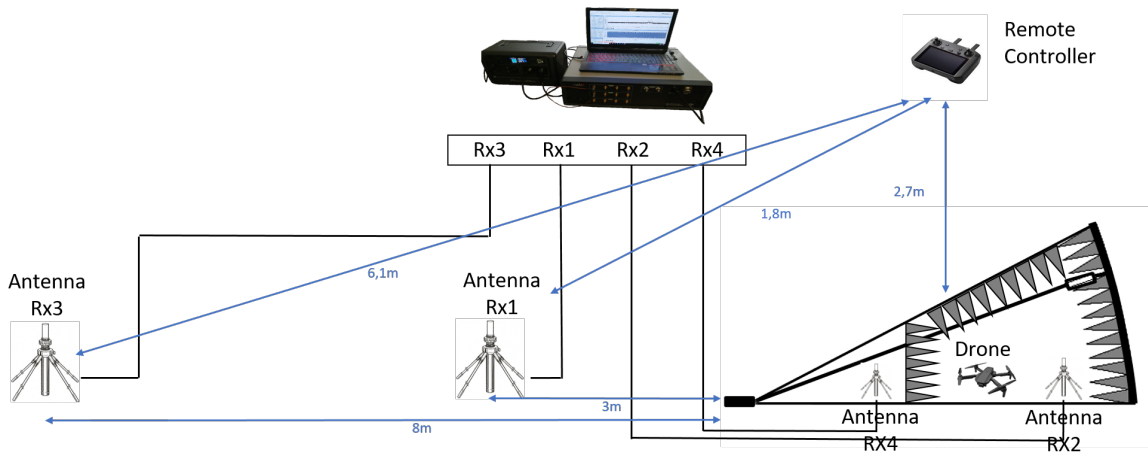 Remote
Controller
Rx3
Rx1
Rx2
Rx4
2,7m
1,8m
6,1m
Antenna
Rx3
Antenna
Rx1
Drone
3m
8m
Antenna
RX4
Antenna
RX2